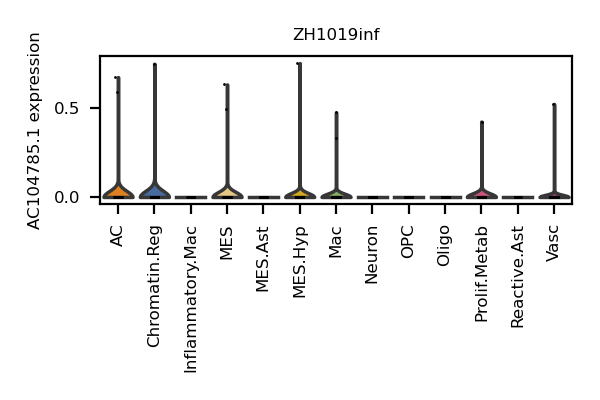 ZH1019inf
AC104785.1 expression
0.5
0.0
AC
Chromatin.Reg
Inflammatory.Mac
MES
MES.Ast
MES.Hyp
Mac
Neuron
OPC
Oligo
Prolif.Metab
Reactive.Ast
Vasc